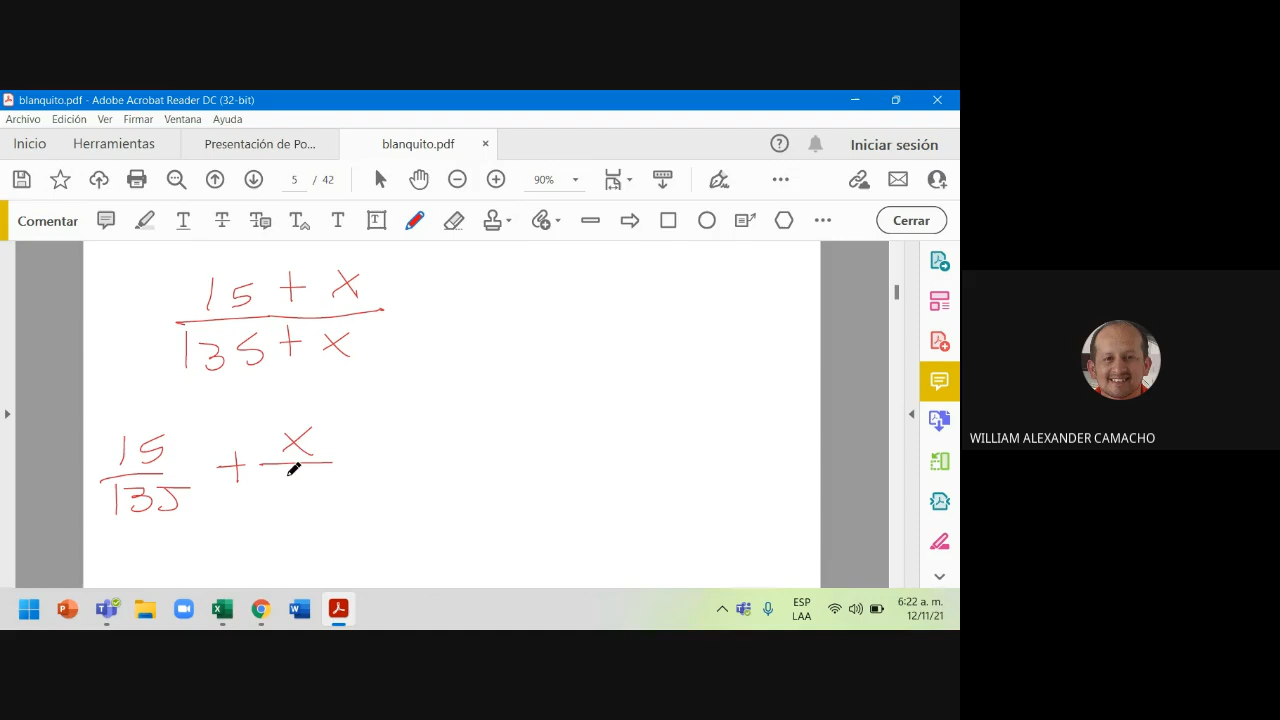 blanquito.pdf - Adobe Acrobat Reader DC (32-bit)
Archivo Edición Ver Firmar Ventana Ayuda
Inicio Herramientas Presentación de Po... blanquito.pdf × ? Iniciar sesión
5 / 42 90%
Comentar Cerrar
15 + x
135 + x
15 + x
135
WILLIAM ALEXANDER CAMACHO
ESP 6:22 a. m.
LAA 12/11/21